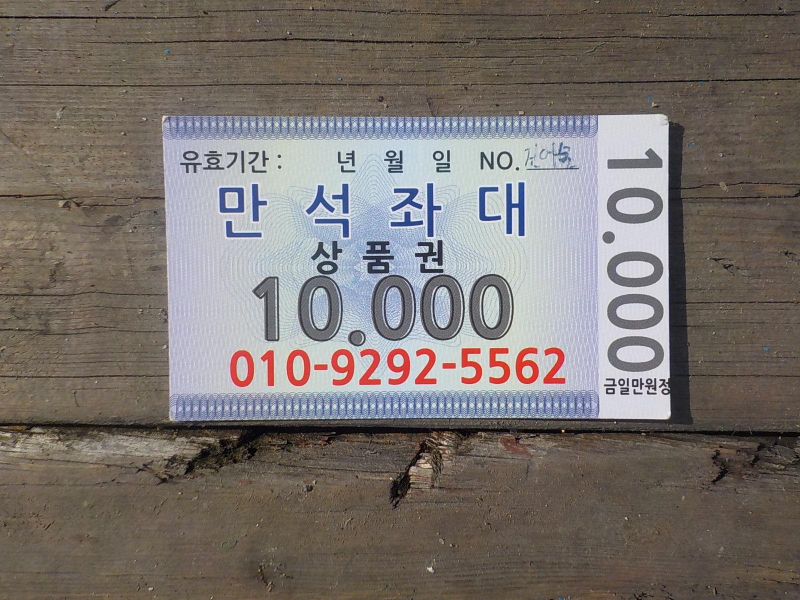 유효기간 : 년 월 일 NO.
만석좌대
상품권
10.000
010-9292-5562
10.000
금일만원정